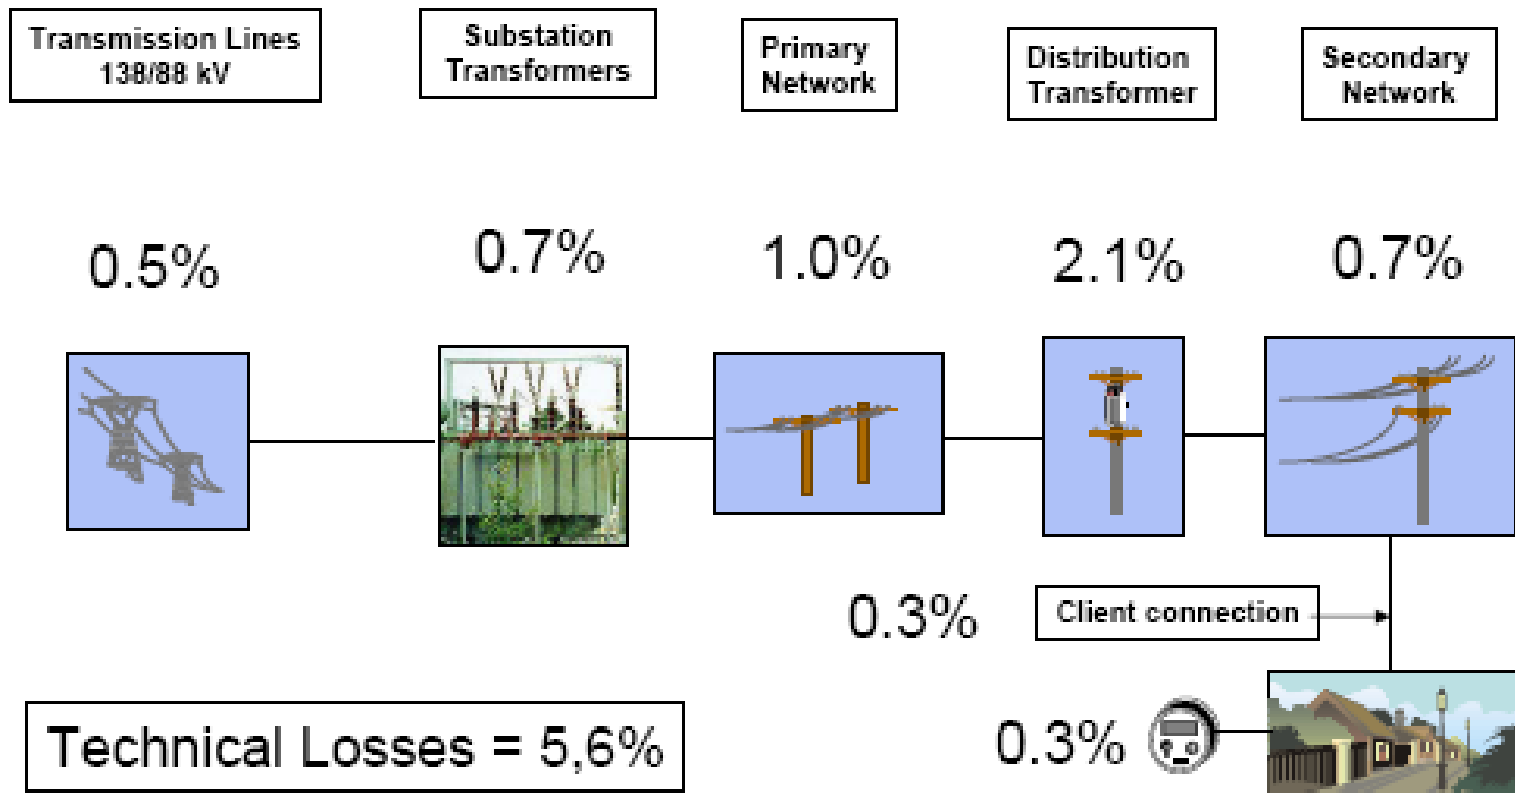 Transmission Lines
138/88 kV
Substation
Transformers
Primary
Network
Distribution
Transformer
Secondary
Network
0.5%
0.7%
1.0%
2.1%
0.7%
0.3%
Client connection
0.3%
Technical Losses = 5,6%